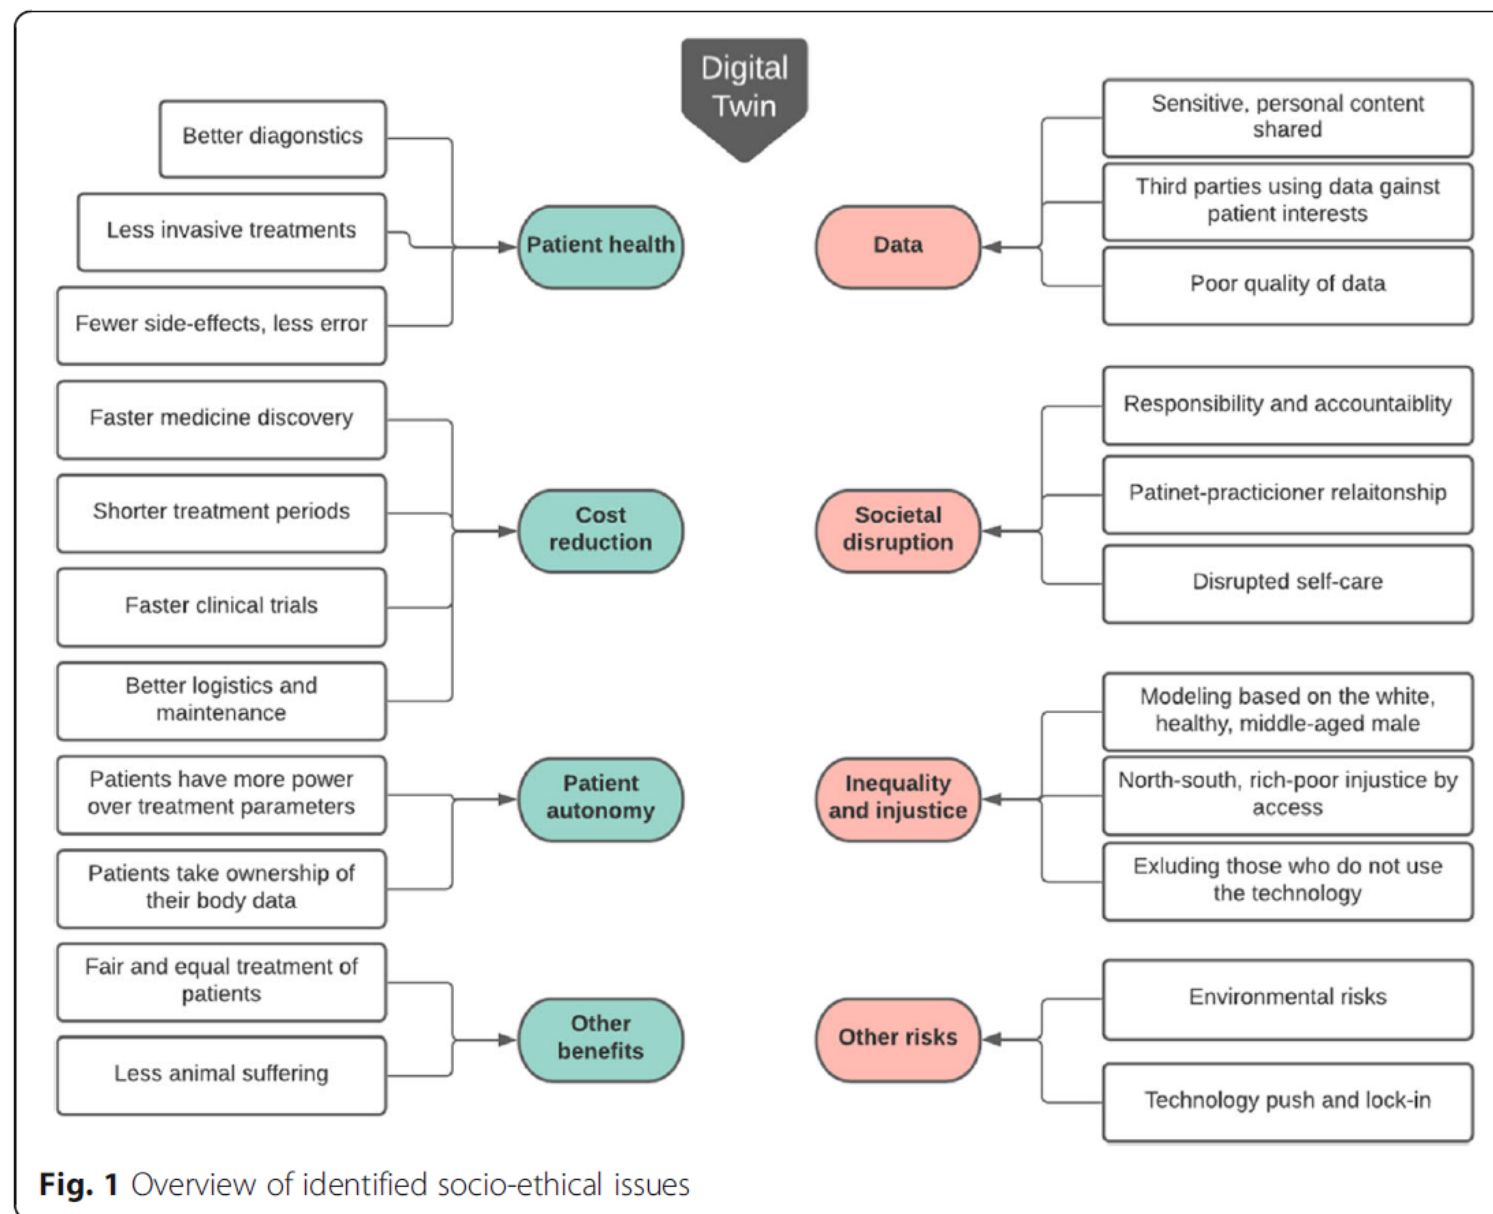 Digital
Twin
Better diagonstics
Less invasive treatments
Fewer side-effects, less error
Patient health
Faster medicine discovery
Shorter treatment periods
Faster clinical trials
Better logistics and
maintenance
Cost
reduction
Patients have more power
over treatment parameters
Patients take ownership of
their body data
Patient
autonomy
Fair and equal treatment of
patients
Less animal suffering
Other
benefits
Sensitive, personal content
shared
Third parties using data gainst
patient interests
Poor quality of data
Data
Responsibility and accountaiblity
Patinet-practicioner relaitonship
Disrupted self-care
Societal
disruption
Modeling based on the white,
healthy, middle-aged male
North-south, rich-poor injustice by
access
Exluding those who do not use
the technology
Inequality
and injustice
Environmental risks
Technology push and lock-in
Other risks
Fig. 1 Overview of identified socio-ethical issues